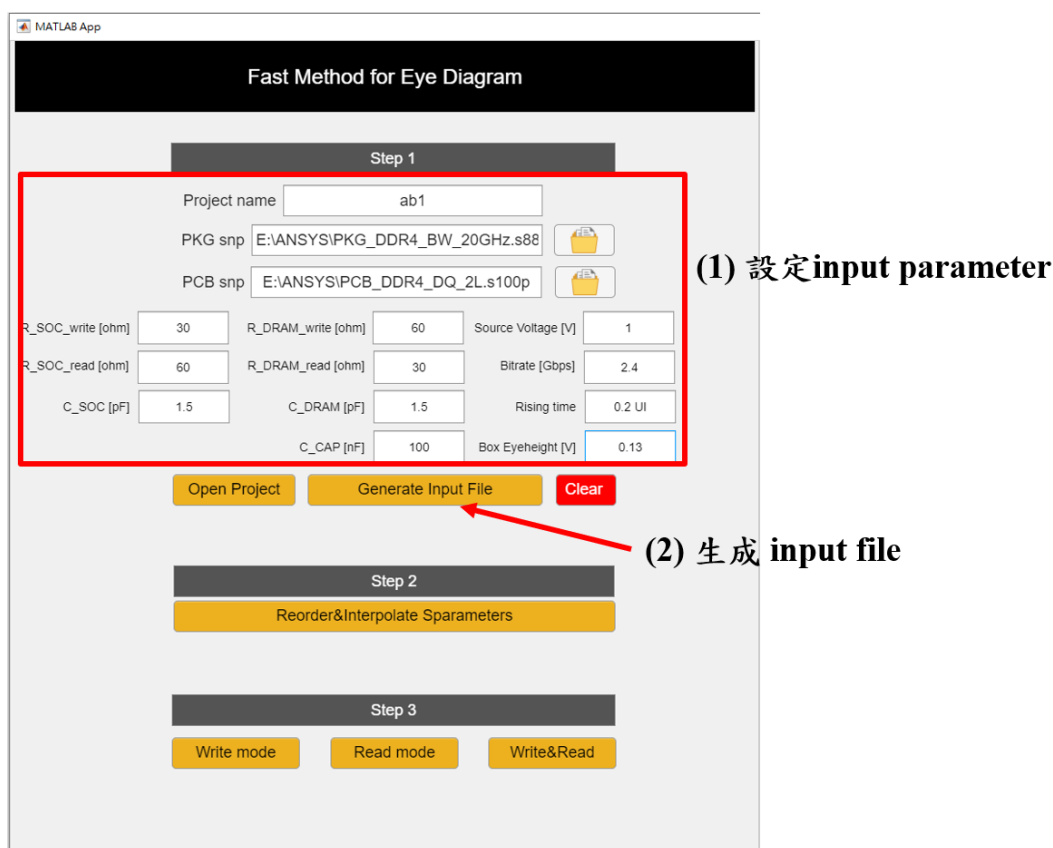 MATLAB App
Fast Method for Eye Diagram
Step 1
Project name ab1
PKG snp E:\ANSYS\PKG_DDR4_BW_20GHz.s88
PCB snp E:\ANSYS\PCB_DDR4_DQ_2L.s100p
(1) 設定input parameter
R_SOC_write [ohm] 30 R_DRAM_write [ohm] 60 Source Voltage [V] 1
R_SOC_read [ohm] 60 R_DRAM_read [ohm] 30 Bitrate [Gbps] 2.4
C_SOC [pF] 1.5 C_DRAM [pF] 1.5 Rising time 0.2 UI
C_CAP [nF] 100 Box Eyeheight [V] 0.13
Open Project Generate Input File Clear
(2) 生成 input file
Step 2
Reorder&Interpolate Sparameters
Step 3
Write mode Read mode Write&Read